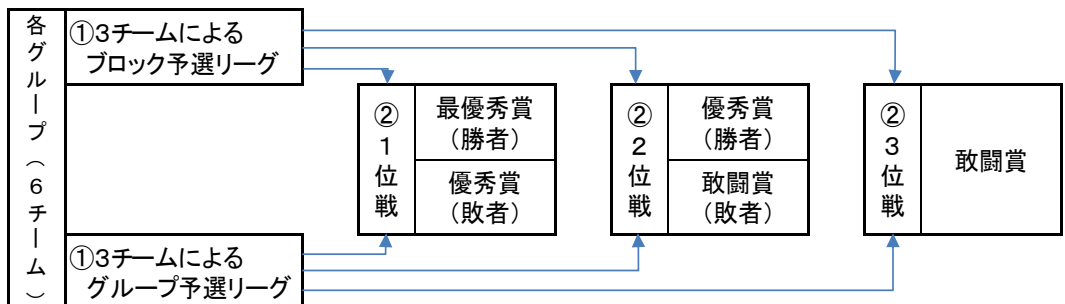 各グループ（6チーム）
①3チームによる
ブロック予選リーグ
②1位戦
最優秀賞
（勝者）
優秀賞
（敗者）
②2位戦
優秀賞
（勝者）
敢闘賞
（敗者）
②3位戦
敢闘賞
①3チームによる
グループ予選リーグ